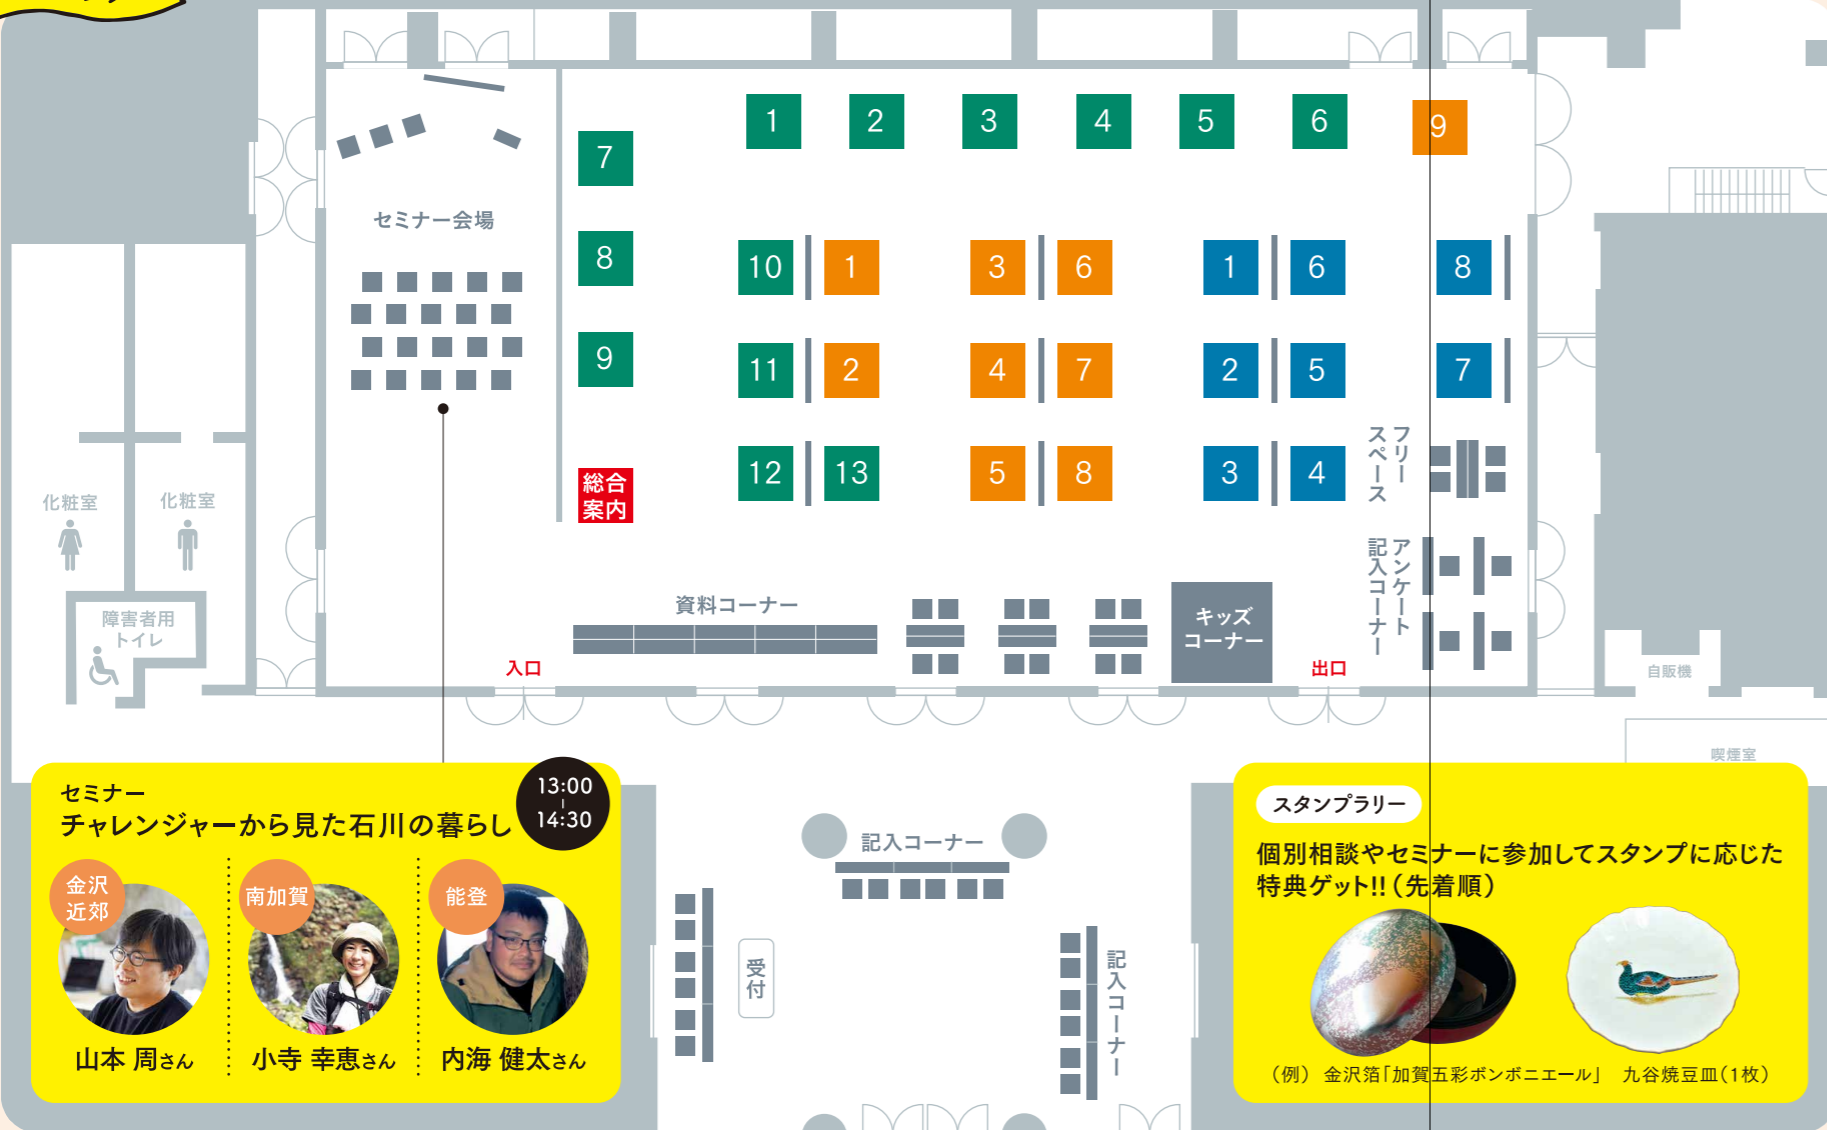 1
2
3
4
5
6
9
7
8
9
セミナー会場
10
1
3
6
1
6
8
11
2
4
7
2
5
7
12
13
5
8
3
4
総合
案内
フリー
スペース
アンケート
記入コーナー
化粧室
化粧室
障害者用
トイレ
資料コーナー
キッズ
コーナー
入口
出口
自販機
喫煙室
セミナー
チャレンジャーから見た石川の暮らし
13:00
-
14:30
金沢
近郊
山本 周さん
南加賀
小寺 幸恵さん
能登
内海 健太さん
記入コーナー
受付
記入コーナー
スタンプラリー
個別相談やセミナーに参加してスタンプに応じた
特典ゲット!!(先着順)
(例) 金沢箔「加賀五彩ボンボニエール」 九谷焼豆皿(1枚)